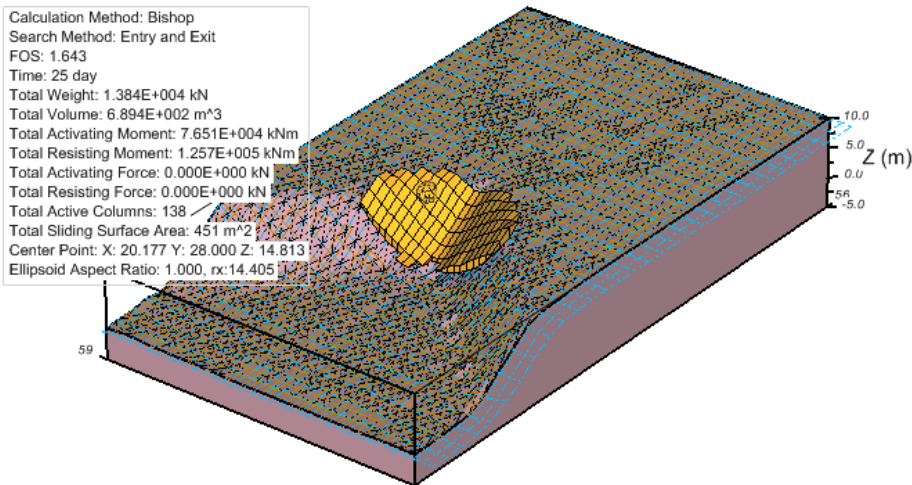 Calculation Method: Bishop
Search Method: Entry and Exit
FOS: 1.643
Time: 25 day
Total Weight: 1.384E+004 kN
Total Volume: 6.894E+002 m^3
Total Activating Moment: 7.651E+004 kNm
Total Resisting Moment: 1.257E+005 kNm
Total Activating Force: 0.000E+000 kN
Total Resisting Force: 0.000E+000 kN
Total Active Columns: 138
Total Sliding Surface Area: 451 m^2
Center Point: X: 20.177 Y: 28.000 Z: 14.813
Ellipsoid Aspect Ratio: 1.000, rx:14.405
10.0
5.0
Z (m)
0.0
56
-5.0
59